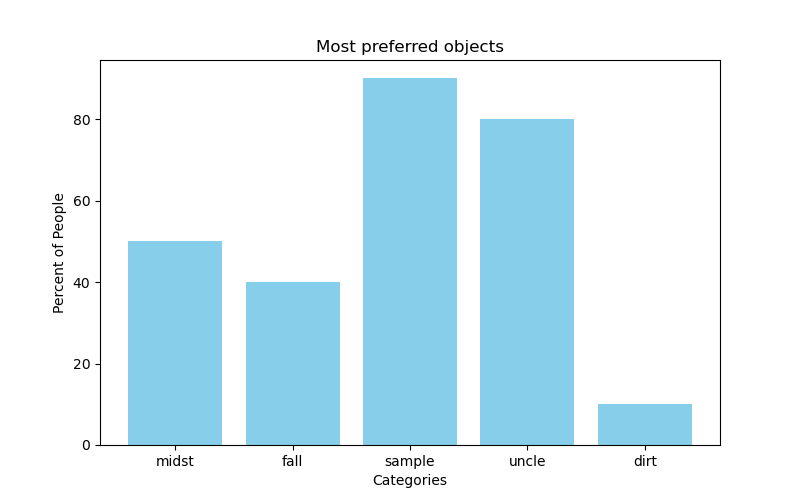 Most preferred objects
Percent of People
80
60
40
20
0
midst fall sample uncle dirt
Categories